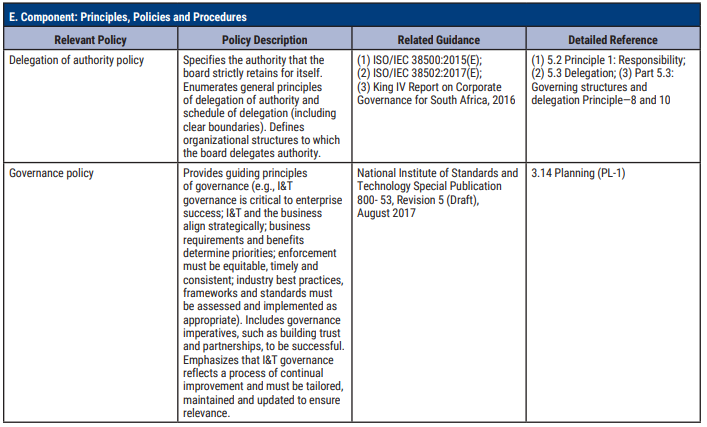 E. Component: Principles, Policies and Procedures
Relevant Policy
Policy Description
Related Guidance
Detailed Reference
Delegation of authority policy
Specifies the authority that the
board strictly retains for itself.
Enumerates general principles
of delegation of authority and
schedule of delegation (including
clear boundaries). Defines
organizational structures to which
the board delegates authority.
(1) ISO/IEC 38500:2015(E);
(2) ISO/IEC 38502:2017(E);
(3) King IV Report on Corporate
Governance for South Africa, 2016
(1) 5.2 Principle 1: Responsibility;
(2) 5.3 Delegation; (3) Part 5.3:
Governing structures and
delegation Principle—8 and 10
Governance policy
Provides guiding principles
of governance (e.g., I&T
governance is critical to enterprise
success; I&T and the business
align strategically; business
requirements and benefits
determine priorities; enforcement
must be equitable, timely and
consistent; industry best practices,
frameworks and standards must
be assessed and implemented as
appropriate). Includes governance
imperatives, such as building trust
and partnerships, to be successful.
Emphasizes that I&T governance
reflects a process of continual
improvement and must be tailored,
maintained and updated to ensure
relevance.
National Institute of Standards and
Technology Special Publication
800- 53, Revision 5 (Draft),
August 2017
3.14 Planning (PL-1)